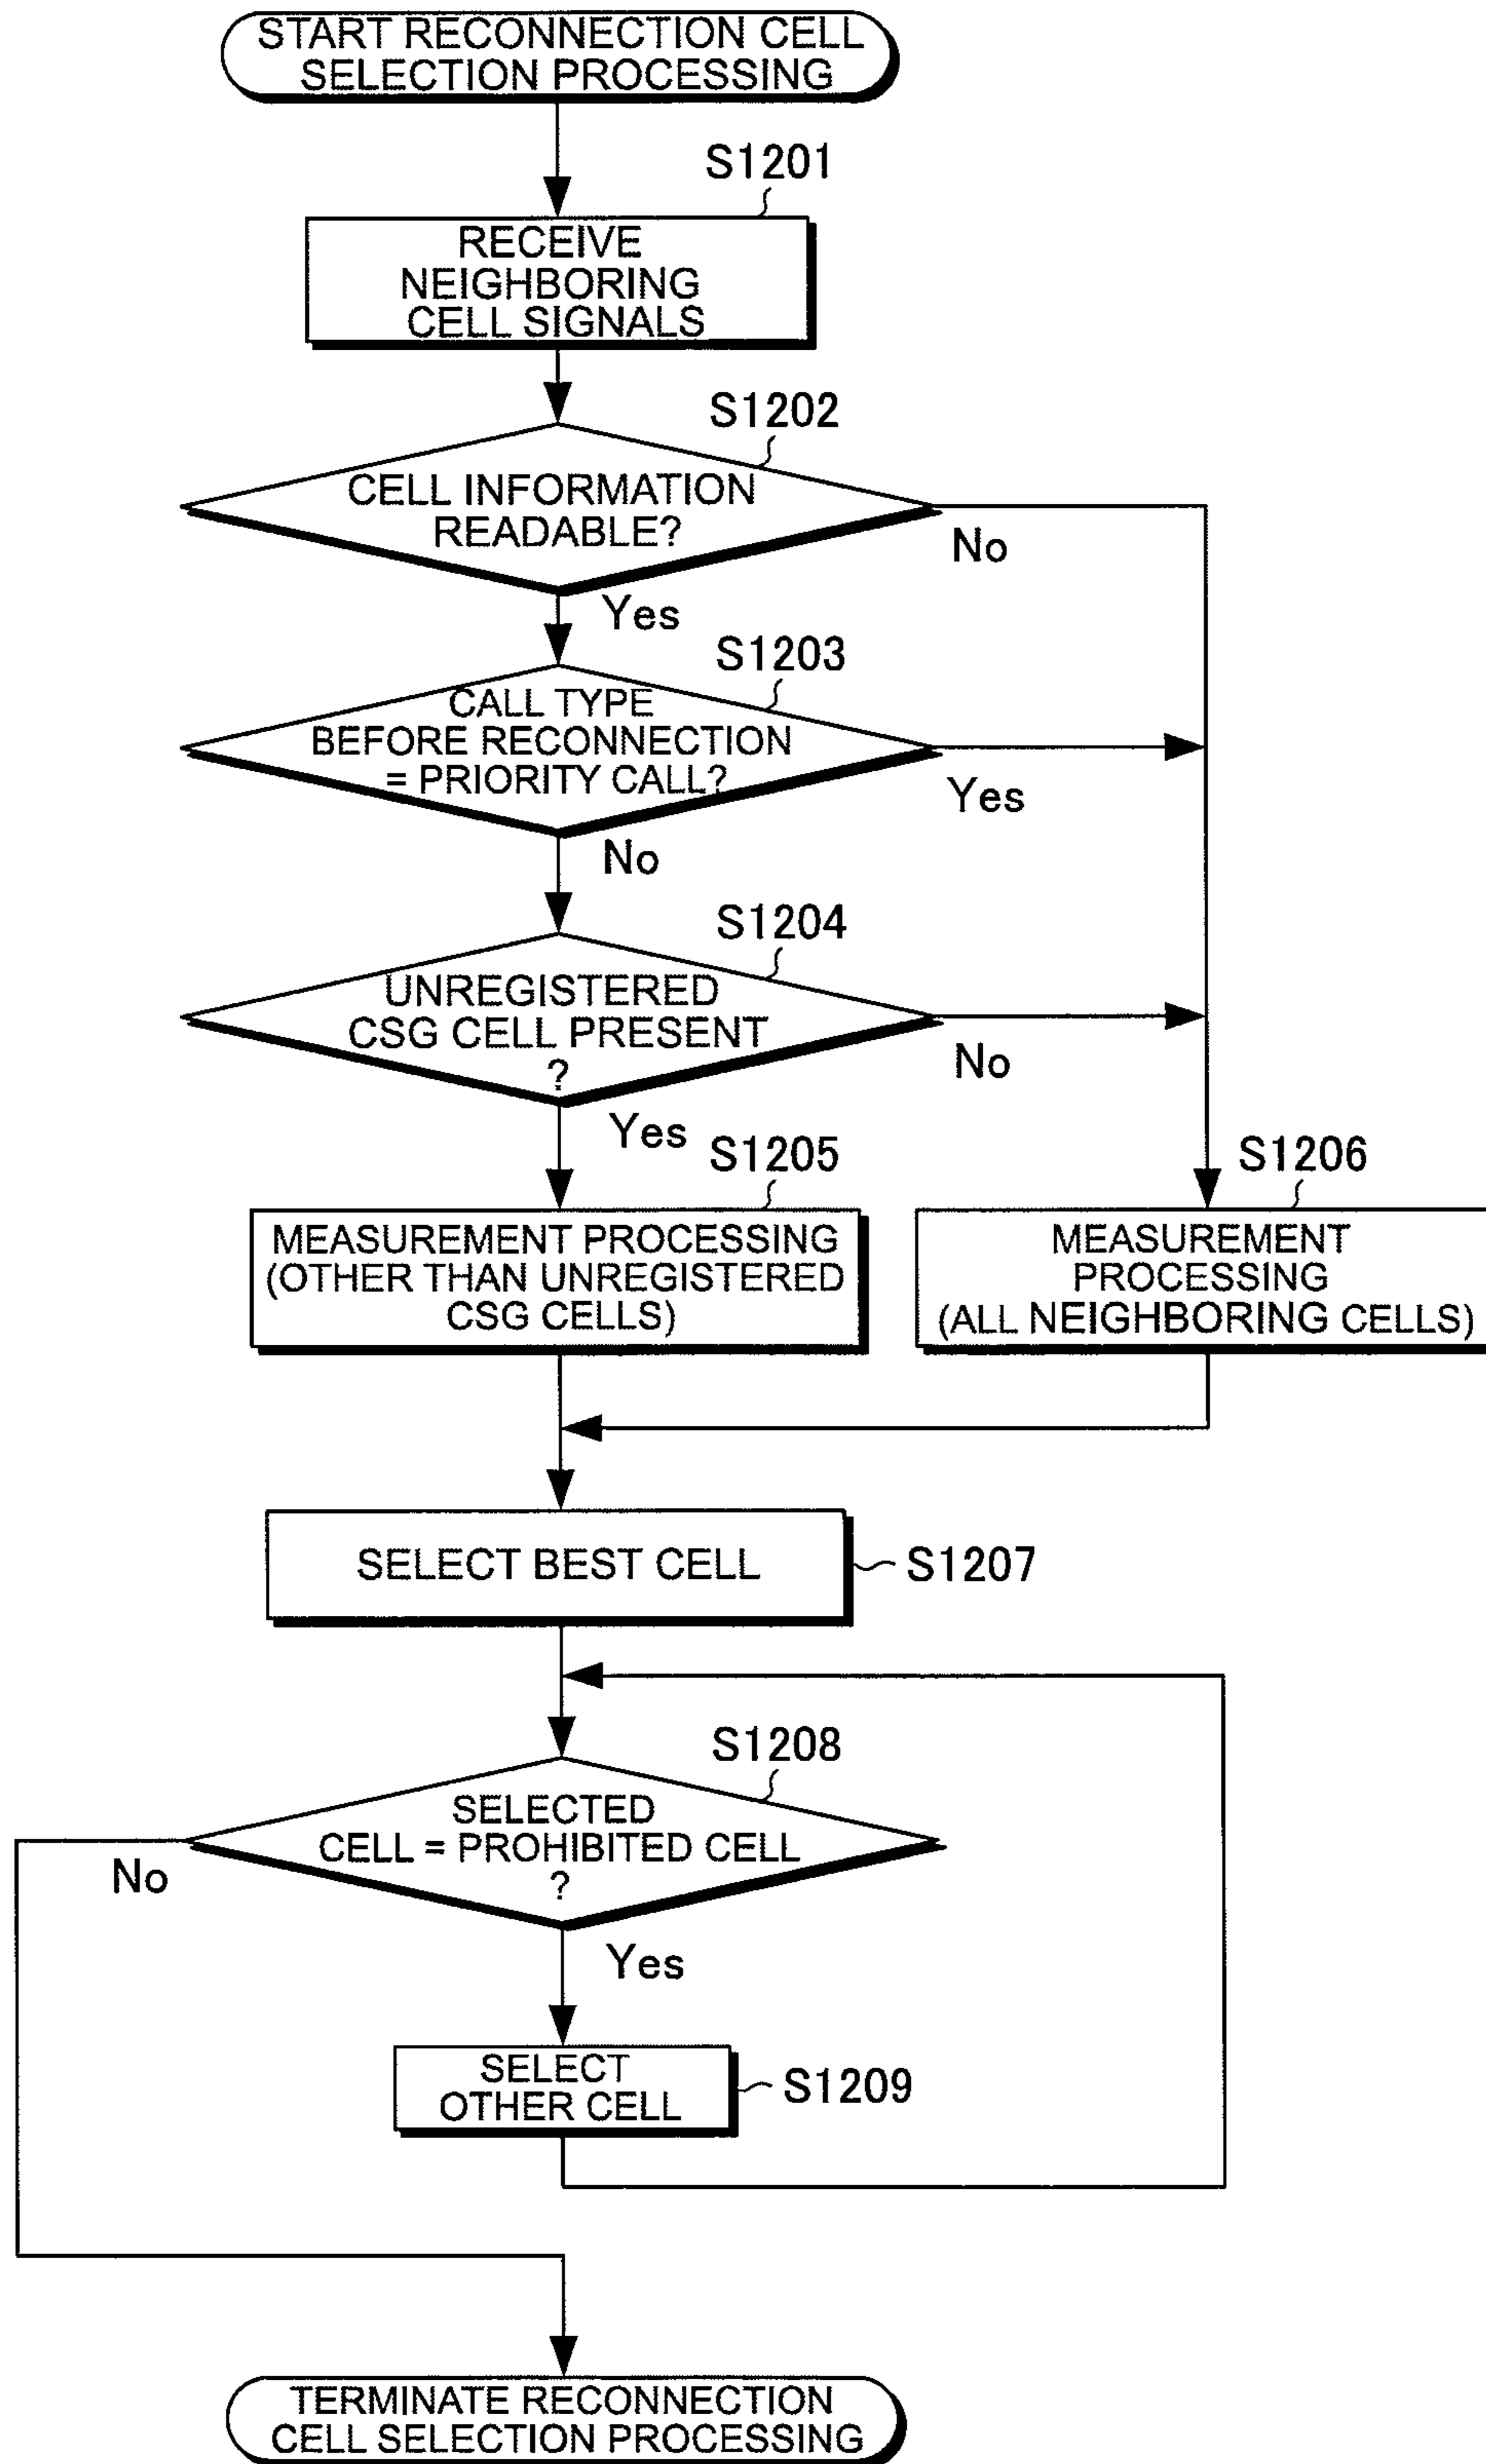 START RECONNECTION CELL
SELECTION PROCESSING
S1201
RECEIVE
NEIGHBORING
CELL SIGNALS
S1202
CELL INFORMATION
READABLE?
No
Yes
S1203
CALL TYPE
BEFORE RECONNECTION
= PRIORITY CALL?
Yes
No
S1204
UNREGISTERED
CSG CELL PRESENT
?
No
Yes
S1205
MEASUREMENT PROCESSING
(OTHER THAN UNREGISTERED
CSG CELLS)
S1206
MEASUREMENT
PROCESSING
(ALL NEIGHBORING CELLS)
SELECT BEST CELL
S1207
S1208
SELECTED
CELL = PROHIBITED CELL
?
No
Yes
SELECT
OTHER CELL
S1209
TERMINATE RECONNECTION
CELL SELECTION PROCESSING